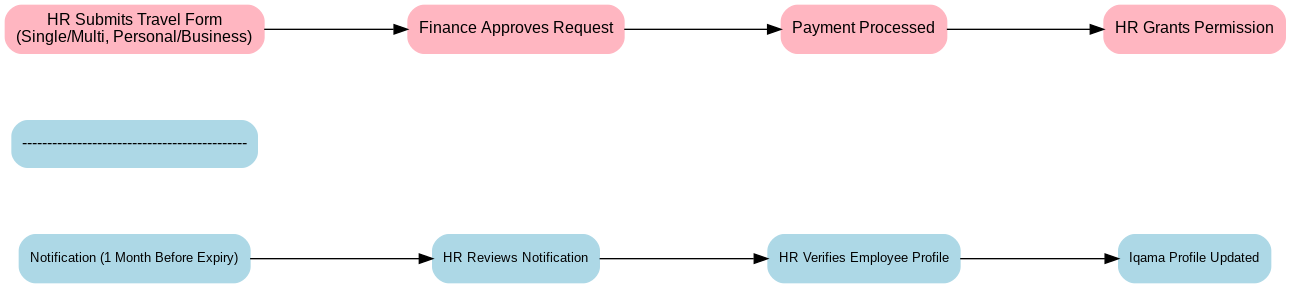 HR Submits Travel Form
(Single/Multi, Personal/Business)
Finance Approves Request
Payment Processed
HR Grants Permission
---------------------------------------------
Notification (1 Month Before Expiry)
HR Reviews Notification
HR Verifies Employee Profile
Iqama Profile Updated